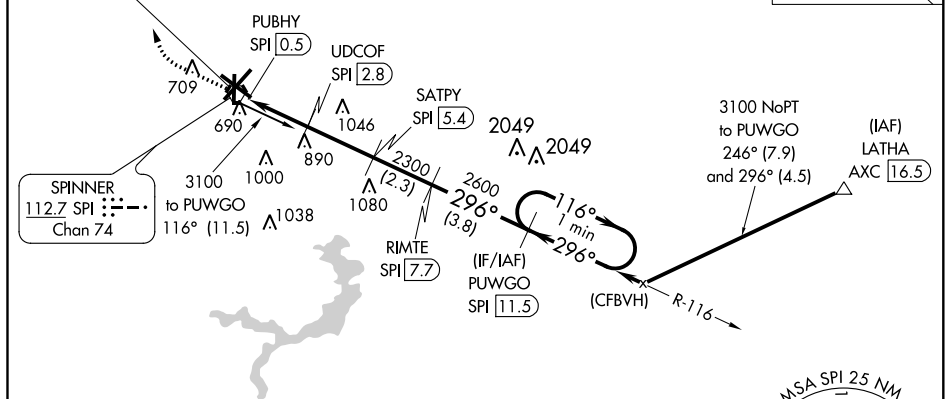 PUBHY
SPI 0.5
UDCOF
SPI 2.8
SATPY
SPI 5.4
709
690
1046
890
1000
1080
1038
2049
2049
3100 NoPT
to PUWGO
246° (7.9)
and 296° (4.5)
(IAF)
LATHA
AXC 16.5
SPINNER
112.7 SPI
Chan 74
3100
to PUWGO
116° (11.5)
2300
(2.3)
2600
296°
(3.8)
116°
1 min
296°
RIMTE
SPI 7.7
(IF/IAF)
PUWGO
SPI 11.5
(CFBVH)
R-116
MSA SPI 25 NM